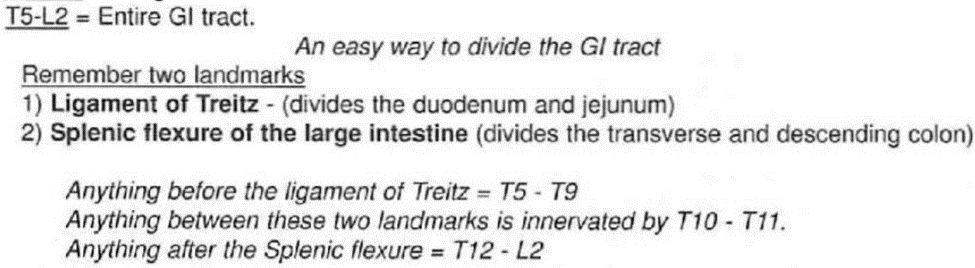 T5-L2 = Entire GI tract.
An easy way to divide the GI tract
Remember two landmarks
1) Ligament of Treitz - (divides the duodenum and jejunum)
2) Splenic flexure of the large intestine (divides the transverse and descending colon)
Anything before the ligament of Treitz = T5 - T9
Anything between these two landmarks is innervated by T10 - T11.
Anything after the Splenic flexure = T12 - L2